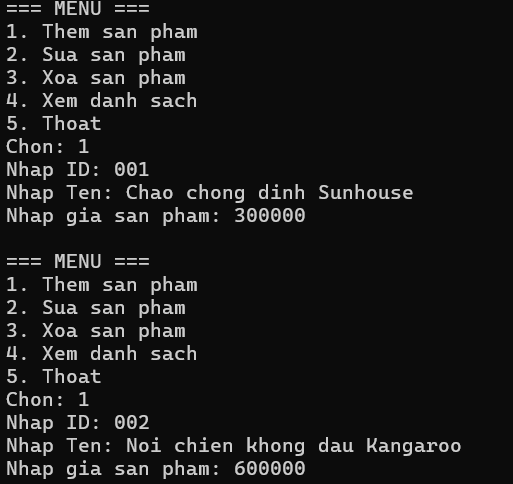 === MENU ===
1. Them san pham
2. Sua san pham
3. Xoa san pham
4. Xem danh sach
5. Thoat
Chon: 1
Nhap ID: 001
Nhap Ten: Chao chong dinh Sunhouse
Nhap gia san pham: 300000

=== MENU ===
1. Them san pham
2. Sua san pham
3. Xoa san pham
4. Xem danh sach
5. Thoat
Chon: 1
Nhap ID: 002
Nhap Ten: Noi chien khong dau Kangaroo
Nhap gia san pham: 600000